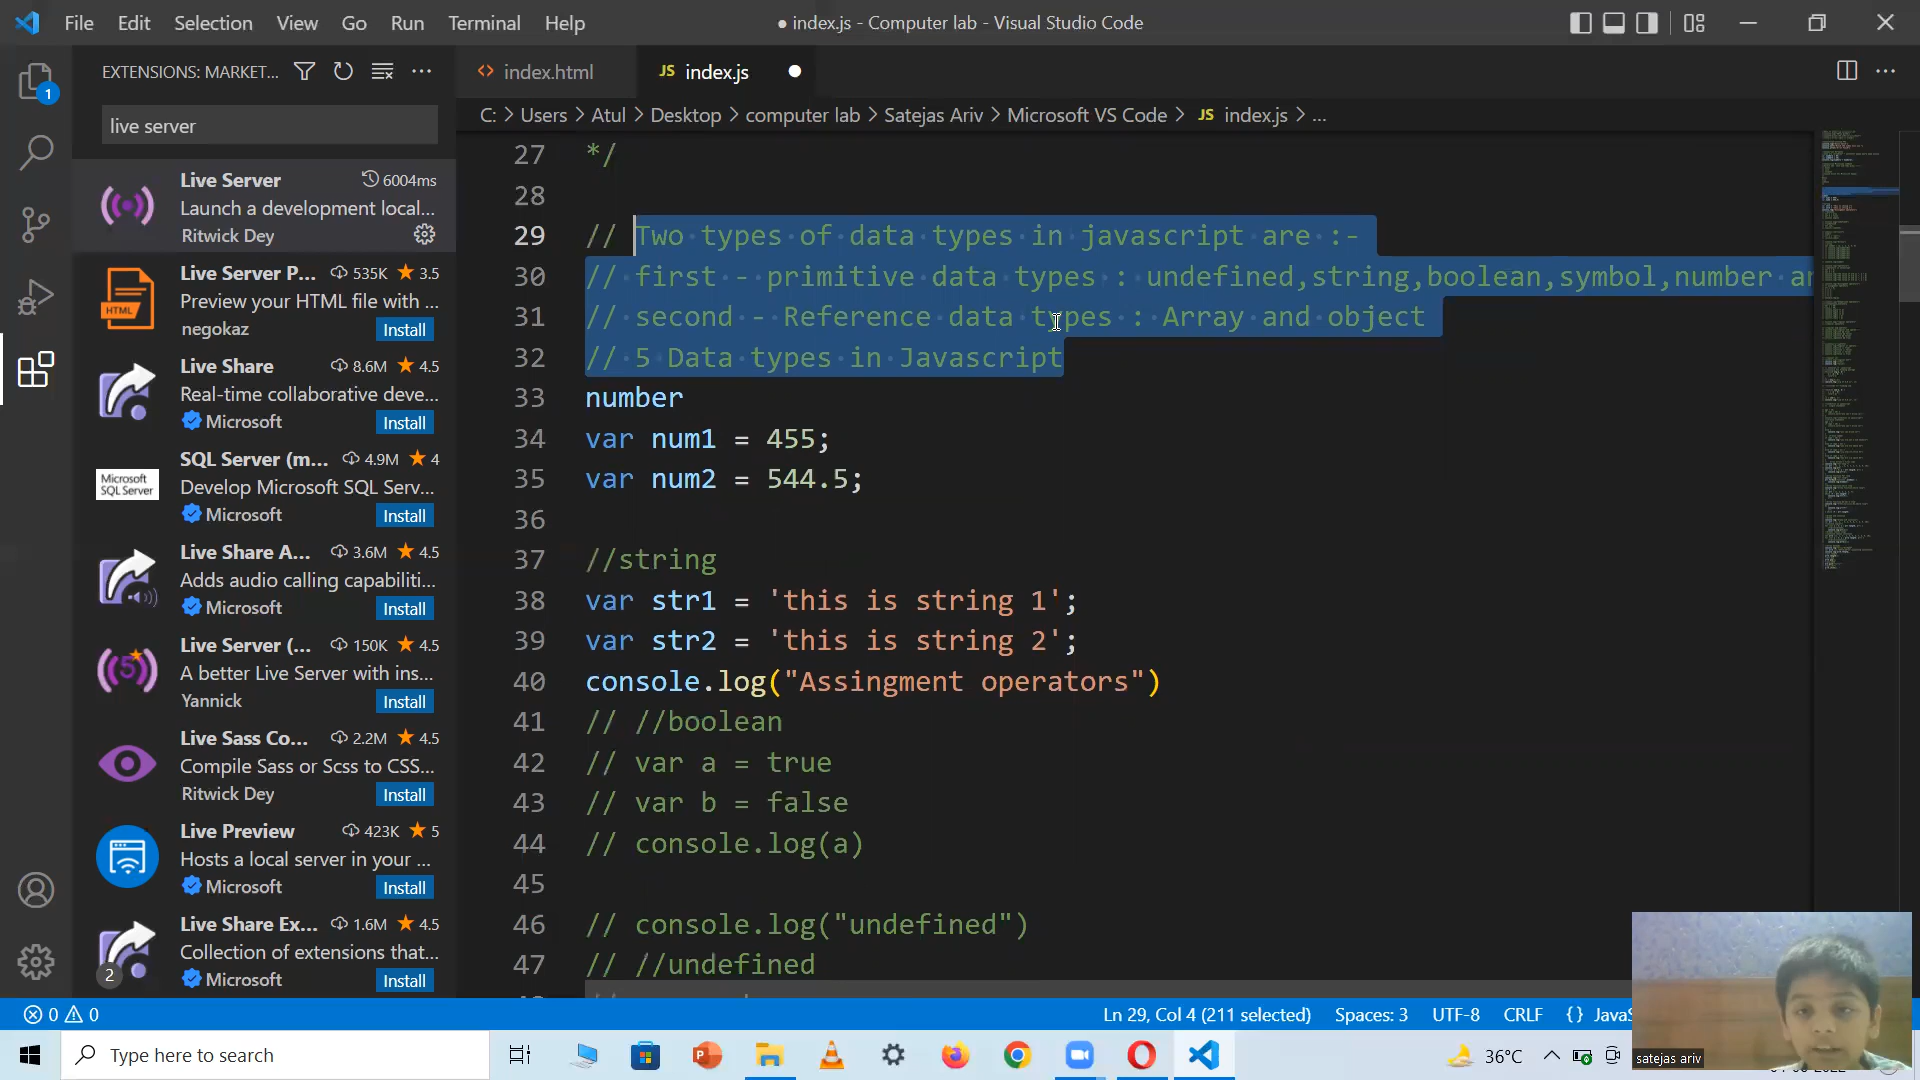 File Edit Selection View Go Run Terminal Help
● index.js - Computer lab - Visual Studio Code
EXTENSIONS: MARKET...
index.html
JS index.js
C: > Users > Atul > Desktop > computer lab > Satejas Ariv > Microsoft VS Code > JS index.js > ...
1
live server
Live Server 6004ms
Launch a development local...
Ritwick Dey
Live Server P... 535K ★ 3.5
Preview your HTML file with ...
negokaz Install
HTML
Live Share 8.6M ★ 4.5
Real-time collaborative deve...
Microsoft Install
SQL Server (m... 4.9M ★ 4
Develop Microsoft SQL Serv...
Microsoft Install
Microsoft
SQL Server
Live Share A... 3.6M ★ 4.5
Adds audio calling capabiliti...
Microsoft Install
Live Server (... 150K ★ 4.5
A better Live Server with ins...
Yannick Install
5
Live Sass Co... 2.2M ★ 4.5
Compile Sass or Scss to CSS...
Ritwick Dey Install
Live Preview 423K ★ 5
Hosts a local server in your ...
Microsoft Install
Live Share Ex... 1.6M ★ 4.5
Collection of extensions that...
Microsoft Install
2
27 */
28
29 // Two types of data types in javascript are :-
30 // first - primitive data types : undefined,string,boolean,symbol,number
31 // second - Reference data types : Array and object
32 // 5 Data types in Javascript
33 number
34 var num1 = 455;
35 var num2 = 544.5;
36
37 //string
38 var str1 = 'this is string 1';
39 var str2 = 'this is string 2';
40 console.log("Assingment operators")
41 // //boolean
42 // var a = true
43 // var b = false
44 // console.log(a)
45
46 // console.log("undefined")
47 // //undefined
0 0
Ln 29, Col 4 (211 selected) Spaces: 3 UTF-8 CRLF {}
Type here to search
36°C
satejas ariv